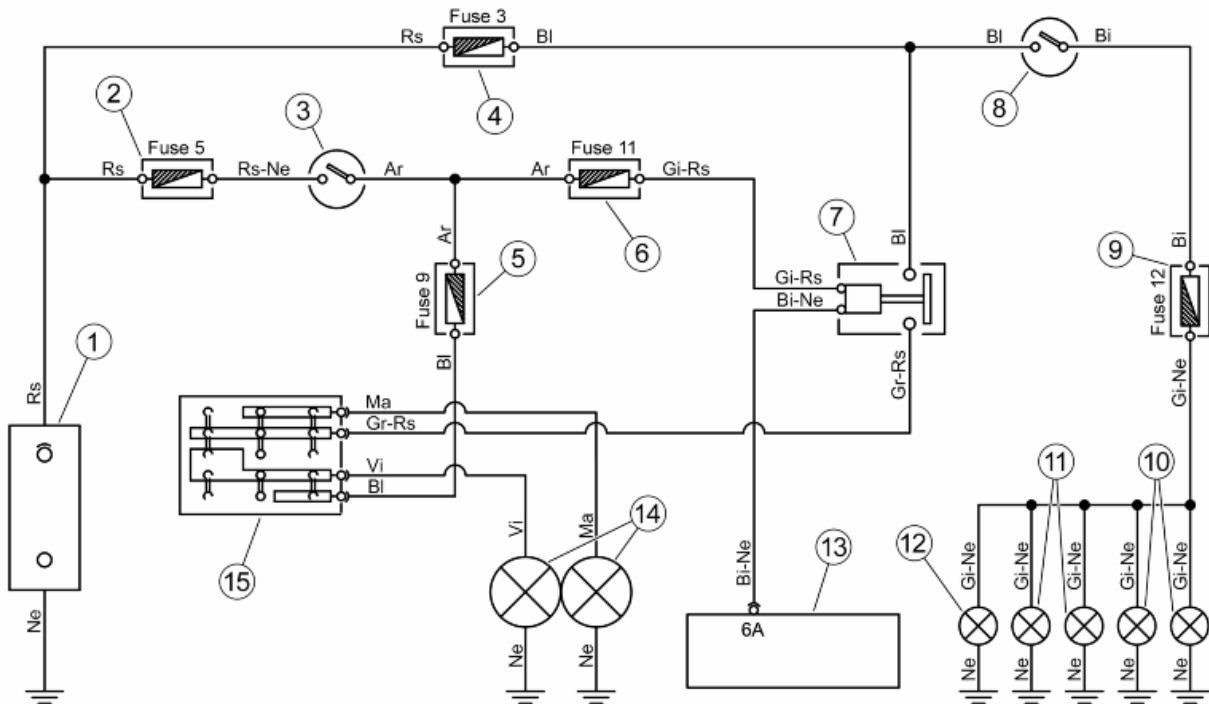 Fuse 3
Rs
Bl
Bl
Bi
4
8
2
3
Fuse 5
Fuse 11
Rs
Rs-Ne
Ar
Ar
Gi-Rs
7
6
Ar
Bl
Bi
5
9
Fuse 9
Gi-Rs
Bi-Ne
Fuse 12
1
Bl
Gr-Rs
Gi-Ne
Rs
Ma
Gr-Rs
Vi
Bl
11
10
14
Vi
Ma
15
13
12
Bi-Ne
Gi-Ne
Gi-Ne
Gi-Ne
Gi-Ne
Gi-Ne
6A
Ne
Ne
Ne
Ne
Ne
Ne
Ne
Ne